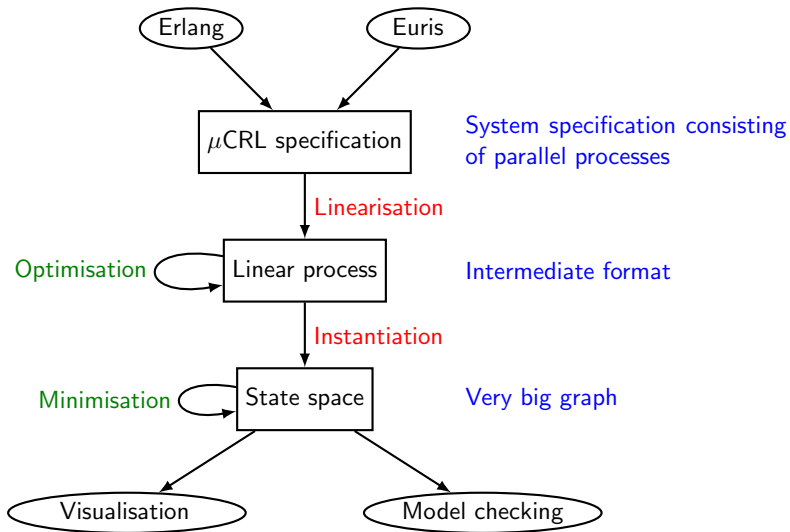 Erlang
Euris
μCRL specification
System specification consisting
of parallel processes
Linearisation
Optimisation
Linear process
Intermediate format
Instantiation
Minimisation
State space
Very big graph
Visualisation
Model checking